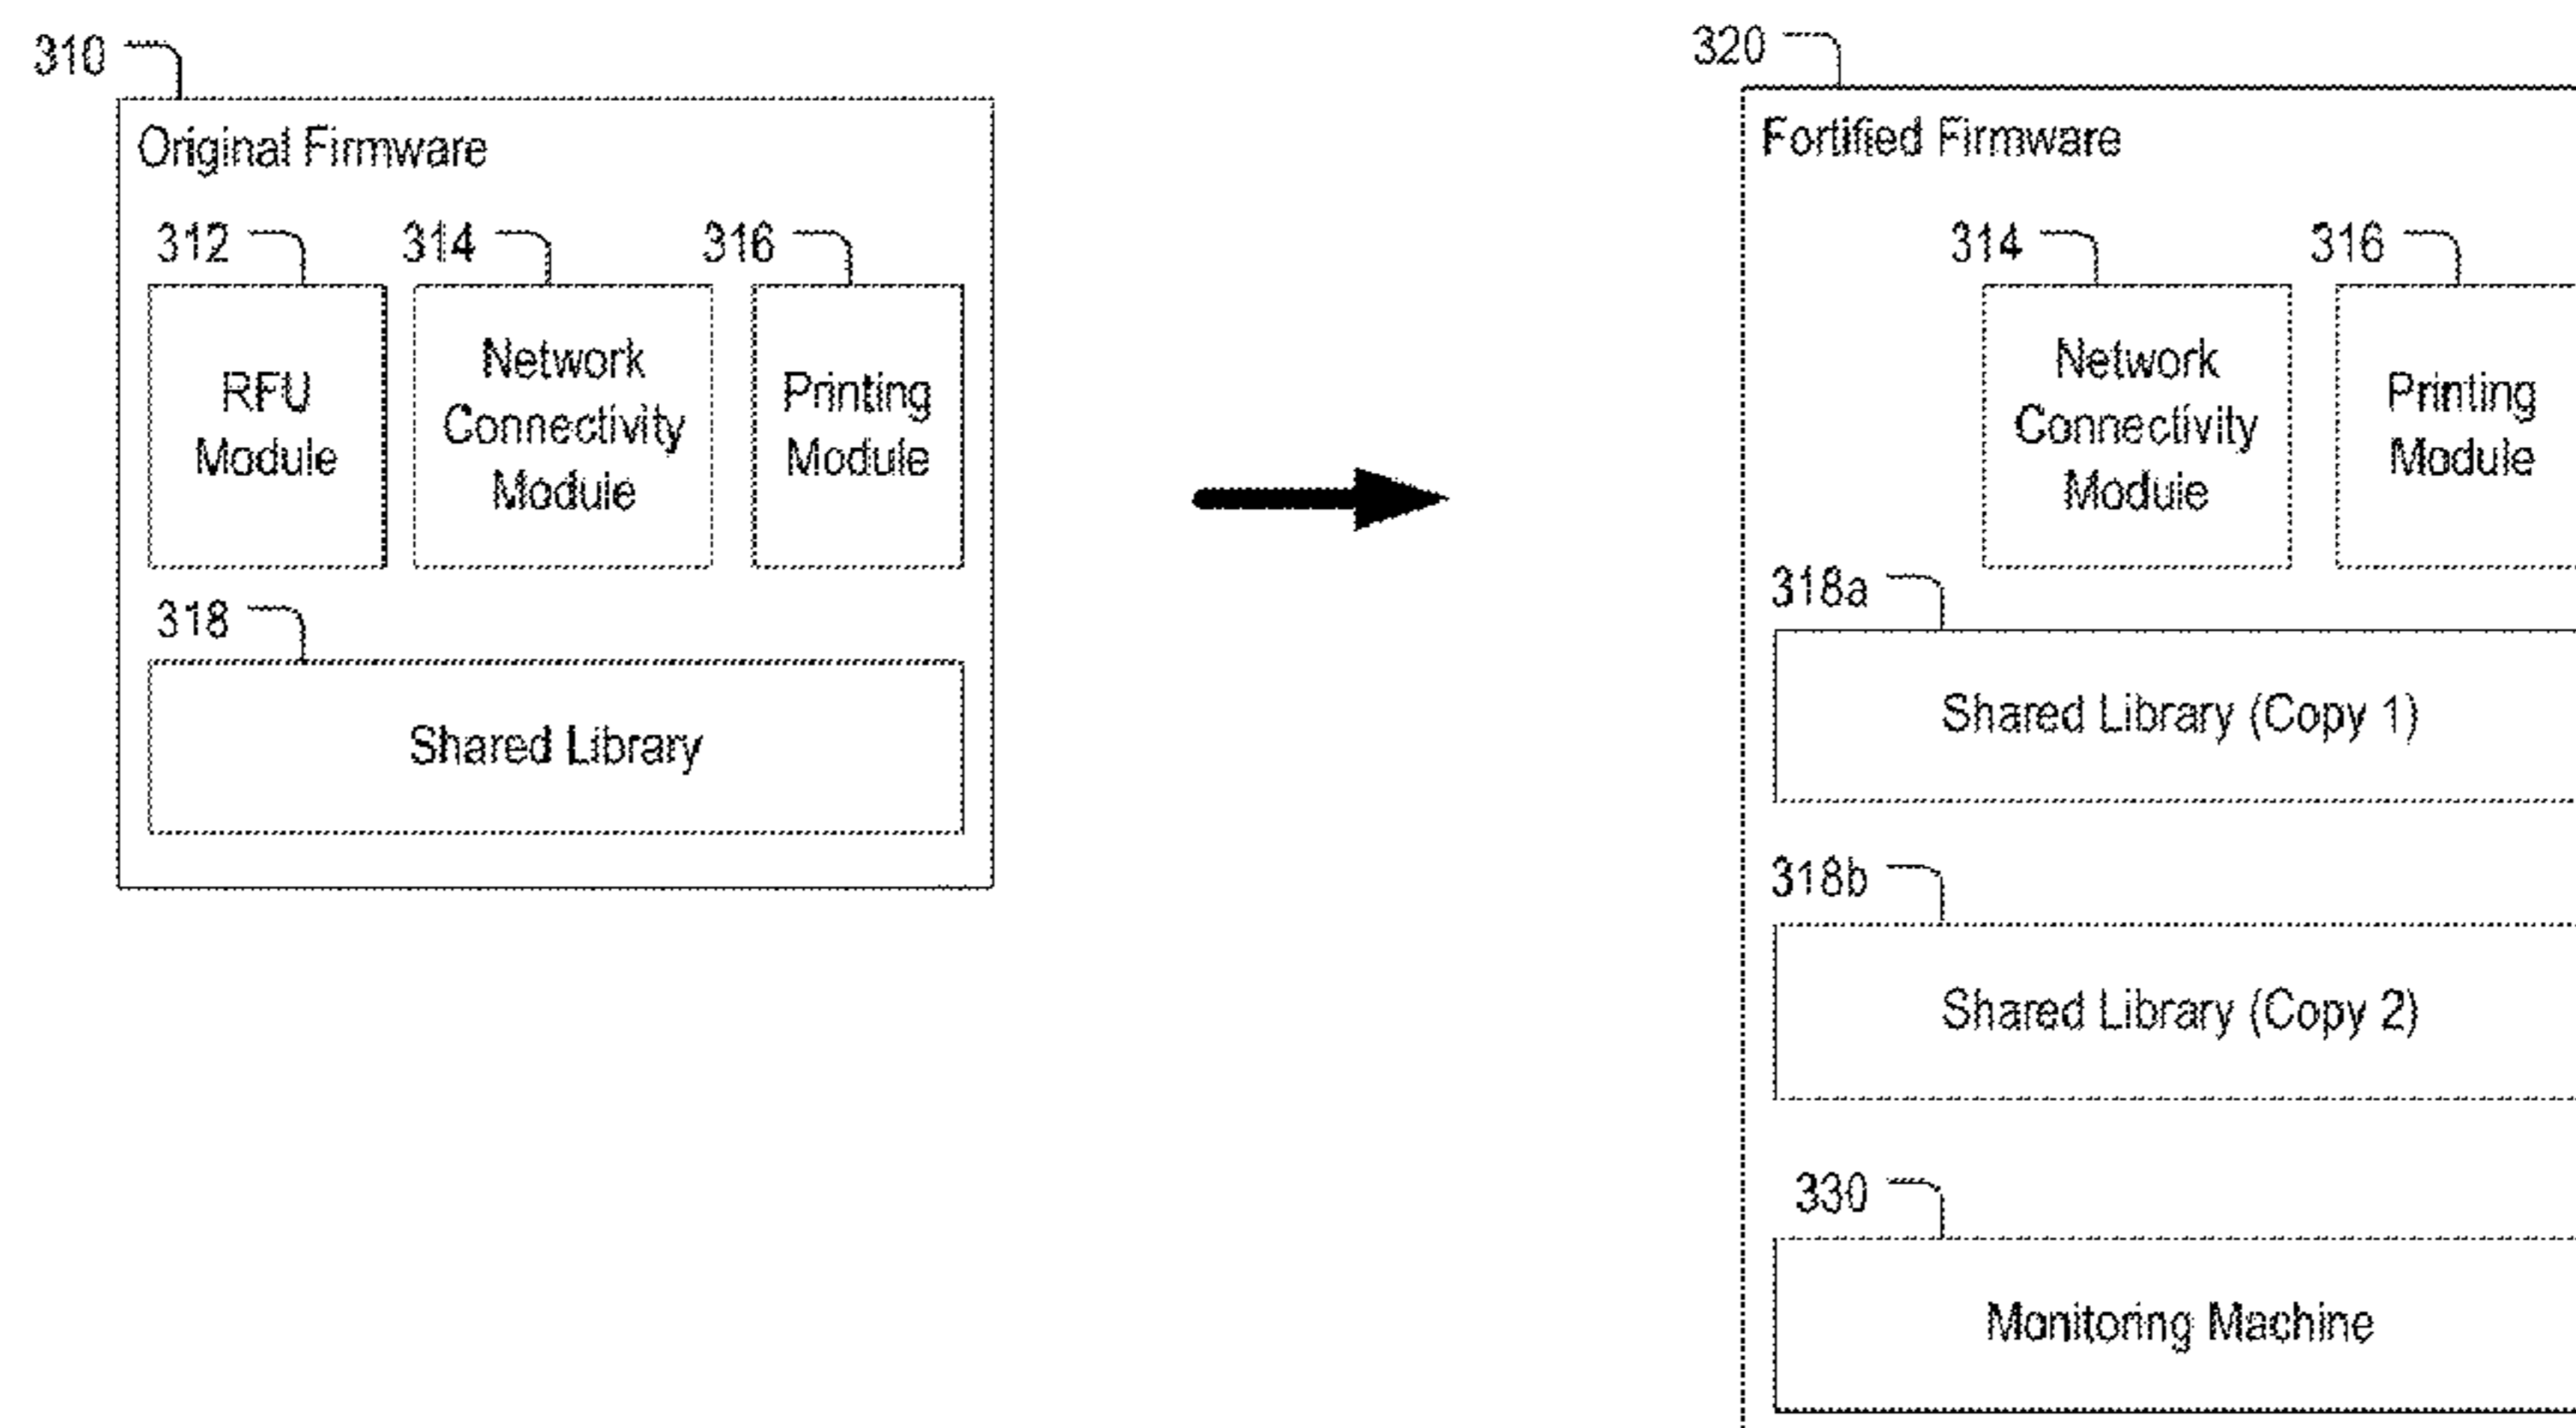 310
Original Firmware
312
314
316
RFU
Module
Network
Connectivity
Module
Printing
Module
318
Shared Library
320
Fortified Firmware
314
316
Network
Connectivity
Module
Printing
Module
318a
Shared Library (Copy 1)
318b
Shared Library (Copy 2)
330
Monitoring Machine